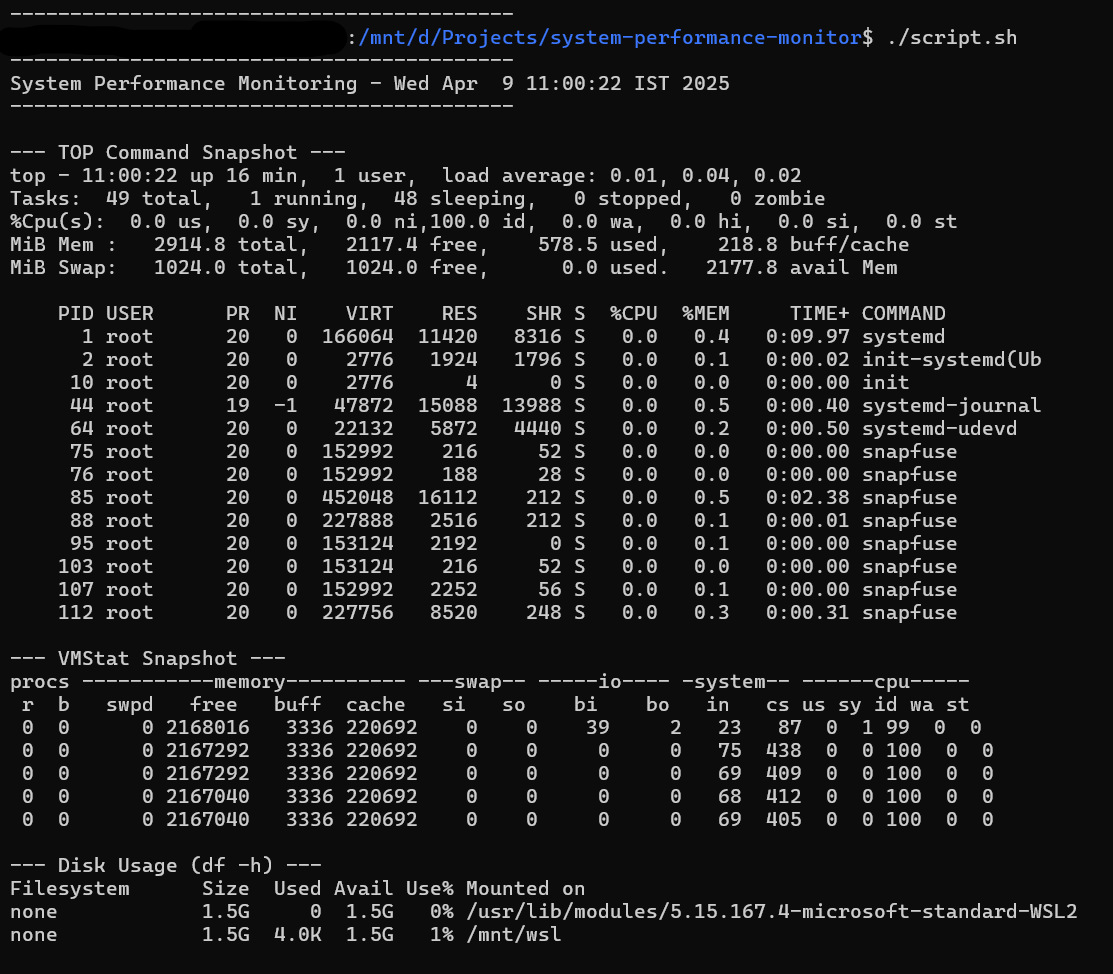 ------------------------------------------
:/mnt/d/Projects/system-performance-monitor$ ./script.sh
------------------------------------------
System Performance Monitoring - Wed Apr  9 11:00:22 IST 2025
------------------------------------------
--- TOP Command Snapshot ---
top - 11:00:22 up 16 min,  1 user,  load average: 0.01, 0.04, 0.02
Tasks:  49 total,   1 running,  48 sleeping,   0 stopped,   0 zombie
%Cpu(s):  0.0 us,  0.0 sy,  0.0 ni,100.0 id,  0.0 wa,  0.0 hi,  0.0 si,  0.0 st
MiB Mem :   2914.8 total,   2117.4 free,    578.5 used,    218.8 buff/cache
MiB Swap:   1024.0 total,   1024.0 free,      0.0 used.   2177.8 avail Mem
    PID USER      PR  NI    VIRT    RES    SHR S  %CPU  %MEM     TIME+ COMMAND
      1 root      20   0  166064  11420   8316 S   0.0   0.4   0:09.97 systemd
      2 root      20   0    2776   1924   1796 S   0.0   0.1   0:00.02 init-systemd(Ub
     10 root      20   0    2776      4      0 S   0.0   0.0   0:00.00 init
     44 root      19  -1   47872  15088  13988 S   0.0   0.5   0:00.40 systemd-journal
     64 root      20   0   22132   5872   4440 S   0.0   0.2   0:00.50 systemd-udevd
     75 root      20   0  152992    216     52 S   0.0   0.0   0:00.00 snapfuse
     76 root      20   0  152992    188     28 S   0.0   0.0   0:00.00 snapfuse
     85 root      20   0  452048  16112    212 S   0.0   0.5   0:02.38 snapfuse
     88 root      20   0  227888   2516    212 S   0.0   0.1   0:00.01 snapfuse
     95 root      20   0  153124   2192      0 S   0.0   0.1   0:00.00 snapfuse
    103 root      20   0  153124    216     52 S   0.0   0.0   0:00.00 snapfuse
    107 root      20   0  152992   2252     56 S   0.0   0.1   0:00.00 snapfuse
    112 root      20   0  227756   8520    248 S   0.0   0.3   0:00.31 snapfuse
--- VMStat Snapshot ---
procs -----------memory---------- ---swap-- -----io---- -system-- ------cpu-----
 r  b   swpd   free   buff  cache   si   so    bi    bo   in   cs us sy id wa st
 0  0      0 2168016   3336 220692    0    0    39     2   23   87  0  1 99  0  0
 0  0      0 2167292   3336 220692    0    0     0     0   75  438  0  0 100  0  0
 0  0      0 2167292   3336 220692    0    0     0     0   69  409  0  0 100  0  0
 0  0      0 2167040   3336 220692    0    0     0     0   68  412  0  0 100  0  0
 0  0      0 2167040   3336 220692    0    0     0     0   69  405  0  0 100  0  0
--- Disk Usage (df -h) ---
Filesystem      Size  Used Avail Use% Mounted on
none            1.5G     0  1.5G   0% /usr/lib/modules/5.15.167.4-microsoft-standard-WSL2
none            1.5G  4.0K  1.5G   1% /mnt/wsl